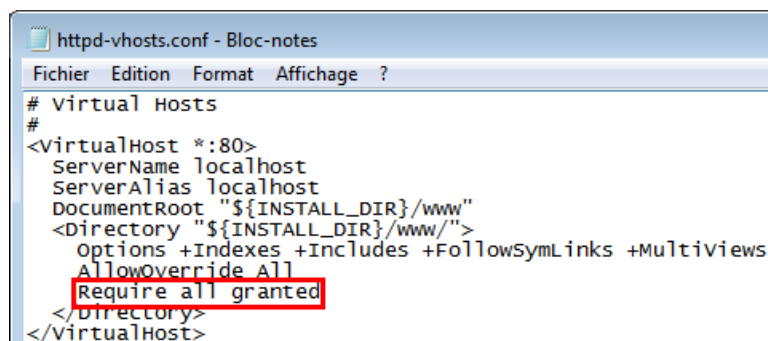 httpd-vhosts.conf - Bloc-notes
Fichier Edition Format Affichage ?
# Virtual Hosts
#
<VirtualHost *:80>
  ServerName localhost
  ServerAlias localhost
  DocumentRoot "${INSTALL_DIR}/www"
  <Directory "${INSTALL_DIR}/www/">
    Options +Indexes +Includes +FollowSymLinks +MultiViews
    AllowOverride All
    Require all granted
  </Directory>
</VirtualHost>